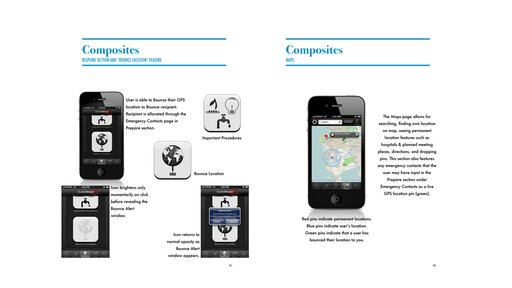 Composites
RESPOND SECTION AND "BOUNCE LOCATION" FEATURE
User is able to Bounce their GPS
location to Bounce recipient.
Recipient is allocated through the
Emergency Contacts page in
Prepare section.
Important Procedures
Bounce Location
Icon brightens only
momentarily on click
before revealing the
Bounce Alert
window.
Icon returns to
normal opacity as
Bounce Alert
window appears.
Composites
MAPS
The Maps page allows for
searching, finding own location
on map, seeing permanent
location features such as
hospitals & planned meeting
places, directions, and dropping
pins. This section also features
any emergency contacts that the
user may have input in the
Prepare section under
Emergency Contacts as a live
GPS location pin (green).
Red pins indicate permanent locations.
Blue pins indicate user's location.
Green pins indicate that a user has
bounced their location to you.